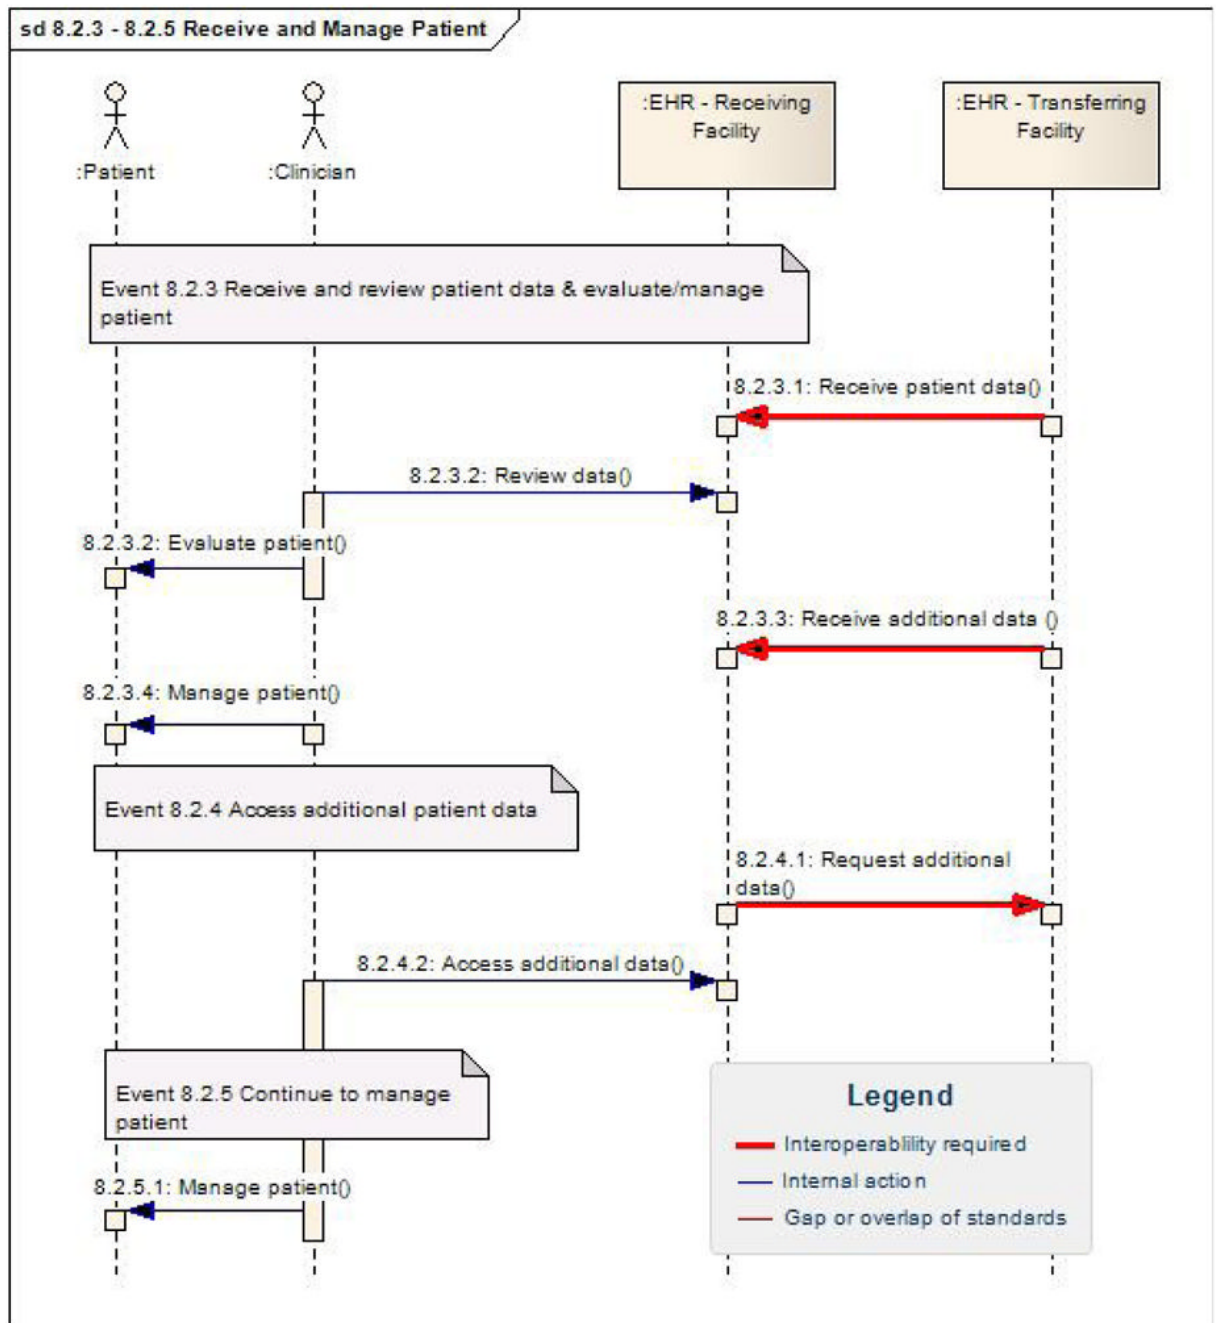 sd 8.2.3 - 8.2.5 Receive and Manage Patient
:Patient
:Clinician
:EHR - Receiving
Facility
:EHR - Transferring
Facility
Event 8.2.3 Receive and review patient data & evaluate/manage
patient
8.2.3.1: Receive patient data()
8.2.3.2: Review data()
8.2.3.2: Evaluate patient()
8.2.3.3: Receive additional data ()
8.2.3.4: Manage patient()
Event 8.2.4 Access additional patient data
8.2.4.1: Request additional
data()
8.2.4.2: Access additional data()
Event 8.2.5 Continue to manage
patient
8.2.5.1: Manage patient()
Legend
Interoperablility required
Internal action
Gap or overlap of standards